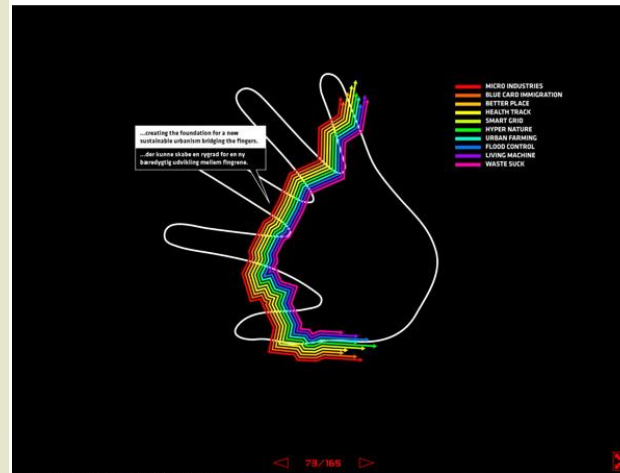 ...creating the foundation for a new
sustainable urbanism bridging the fingers.
...der kunne skabe en rygrad for en ny
bæredygtig udvikling mellem fingrene.
MICRO INDUSTRIES
BLUE CARD IMMIGRATION
BETTER PLACE
HEALTH TRACK
SMART GRID
HYPER NATURE
URBAN FARMING
FLOOD CONTROL
LIVING MACHINE
WASTE SUCK
73/165